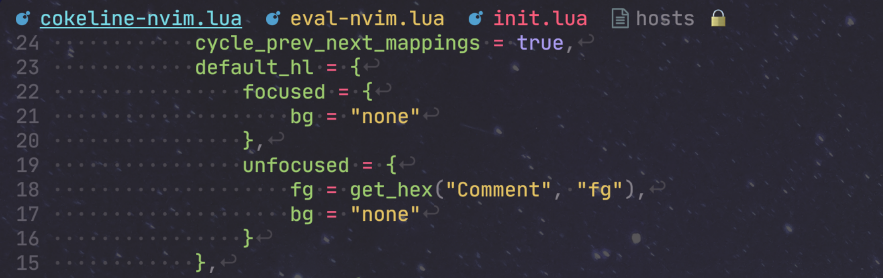 cokeline-nvim.lua eval-nvim.lua init.lua hosts
24 cycle_prev_next_mappings = true,
23 default_hl = {
22 focused = {
21 bg = "none"
20 },
19 unfocused = {
18 fg = get_hex("Comment", "fg"),
17 bg = "none"
16 }
15 },